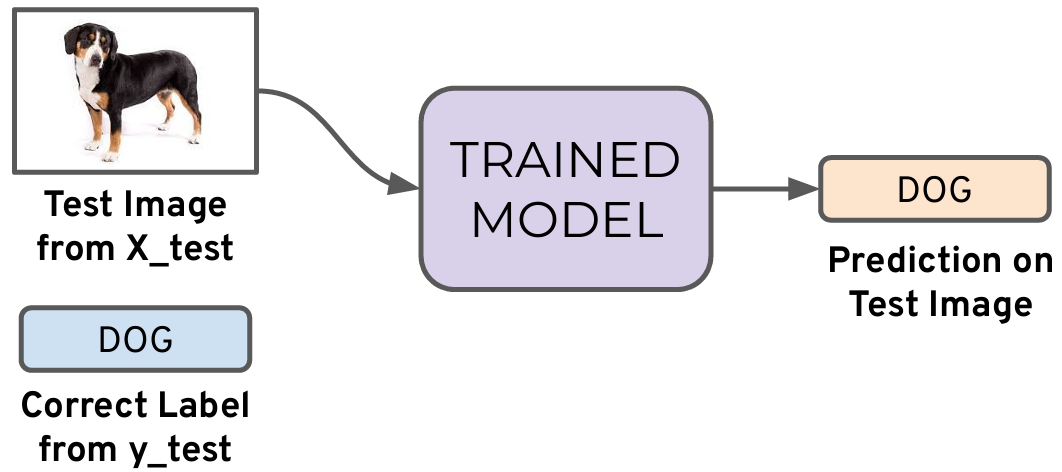 Test Image
from X_test
DOG
Correct Label
from y_test
TRAINED
MODEL
DOG
Prediction on
Test Image